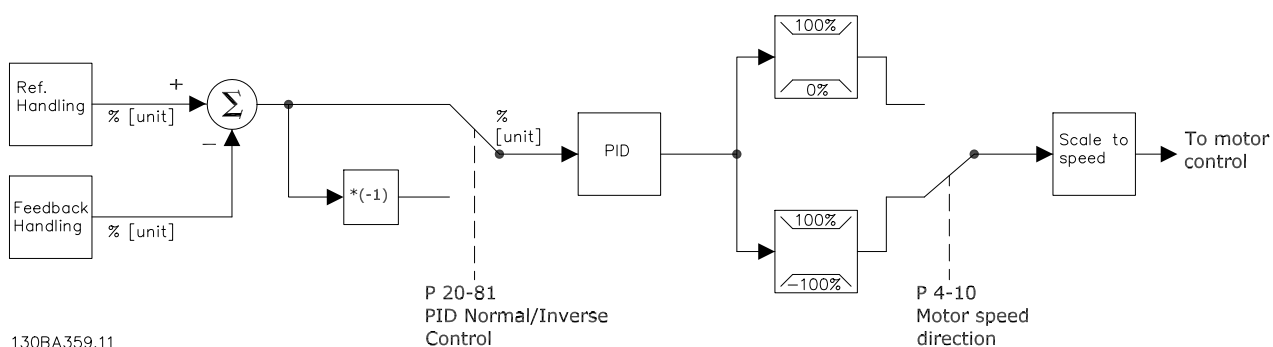 Ref.
Handling
+
% [unit]
Σ
−
Feedback
Handling
% [unit]
*(-1)
%
[unit]
P 20-81
PID Normal/Inverse
Control
PID
100%
0%
100%
-100%
P 4-10
Motor speed
direction
Scale to
speed
To motor
control
130BA359.11